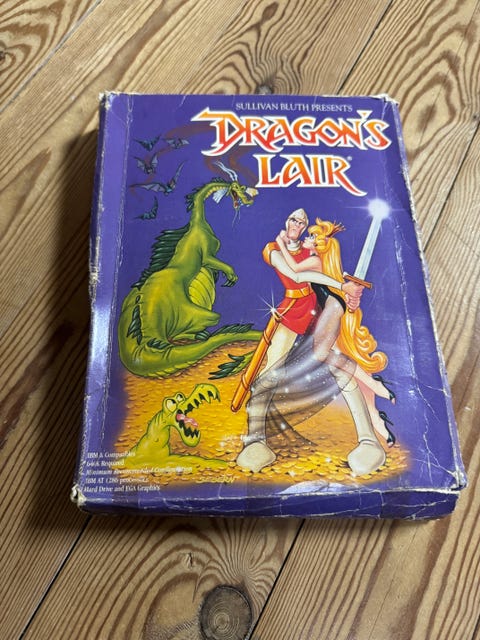 SULLIVAN BLUTH PRESENTS
DRAGON'S
LAIR®
IBM & Compatibles
Required
Minimum Recommended Configuration
IBM AT (286 processor)
Hard Drive and EGA Graphics
SEGERN